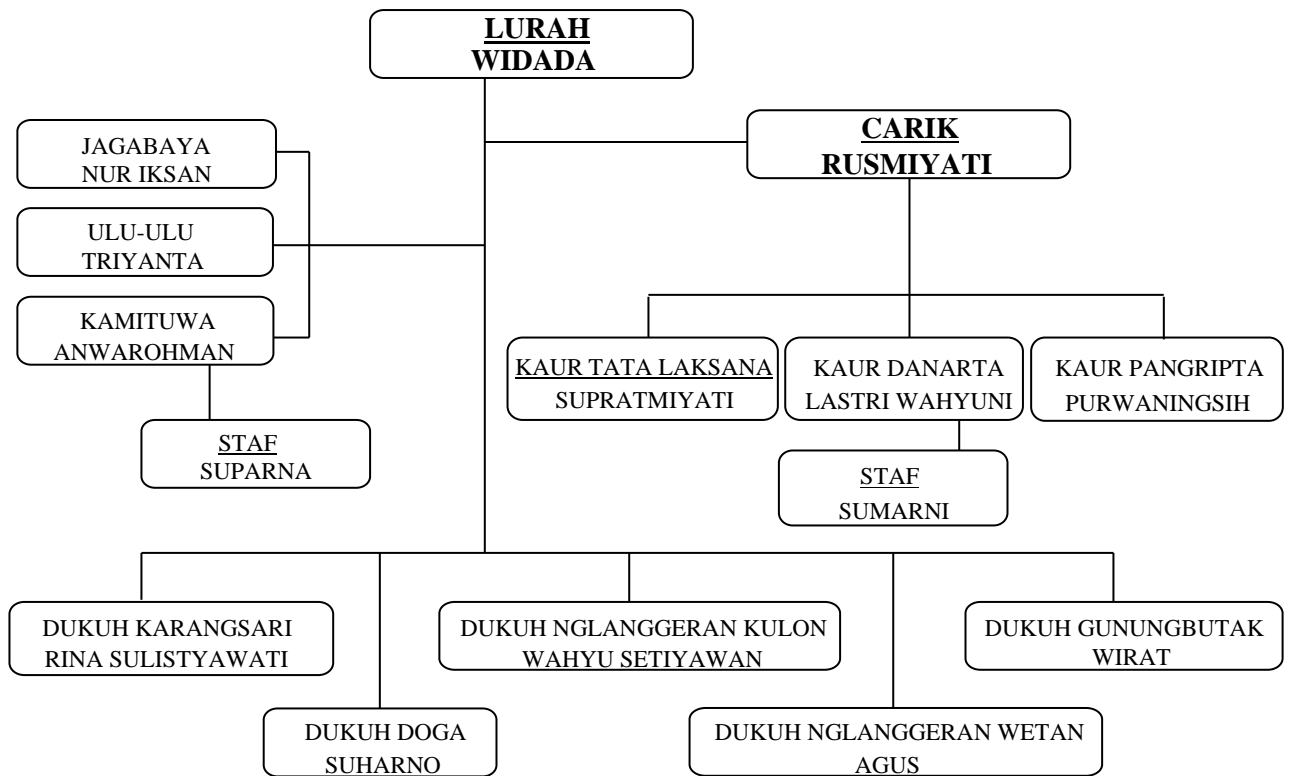 LURAH
WIDADA
CARIK
RUSMIYATI
JAGABAYA
NUR IKSAN
ULU-ULU
TRIYANTA
KAMITUWA
ANWAROHMAN
STAF
SUPARNA
KAUR TATA LAKSANA
SUPRATMIYATI
KAUR DANARTA
LASTRI WAHYUNI
KAUR PANGRIPTA
PURWANINGSIH
STAF
SUMARNI
DUKUH KARANGSARI
RINA SULISTYAWATI
DUKUH NGLANGGERAN KULON
WAHYU SETIYAWAN
DUKUH GUNUNGBUTAK
WIRAT
DUKUH DOGA
SUHARNO
DUKUH NGLANGGERAN WETAN
AGUS